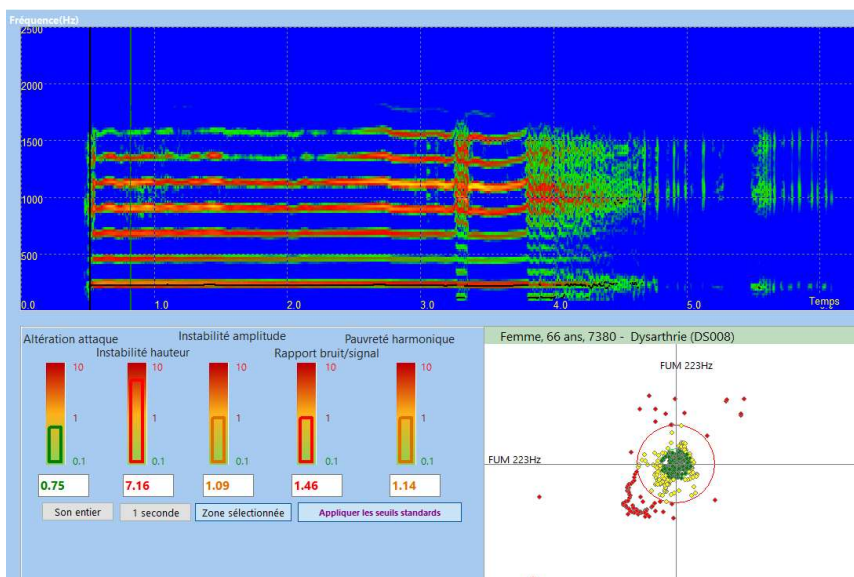 Fréquence(Hz)
2500
2000
1500
1000
500
0.0 1.0 2.0 3.0 4.0 5.0
Temps
Altération attaque
Instabilité hauteur
Instabilité amplitude
Rapport bruit/signal
Pauvreté harmonique
10 10 10 10 10
1 1 1 1 1
0.1 0.1 0.1 0.1 0.1
0.75 7.16 1.09 1.46 1.14
Son entier
1 seconde
Zone sélectionnée
Appliquer les seuils standards
Femme, 66 ans, 7380 - Dysarthrie (DS008)
FUM 223Hz
FUM 223Hz